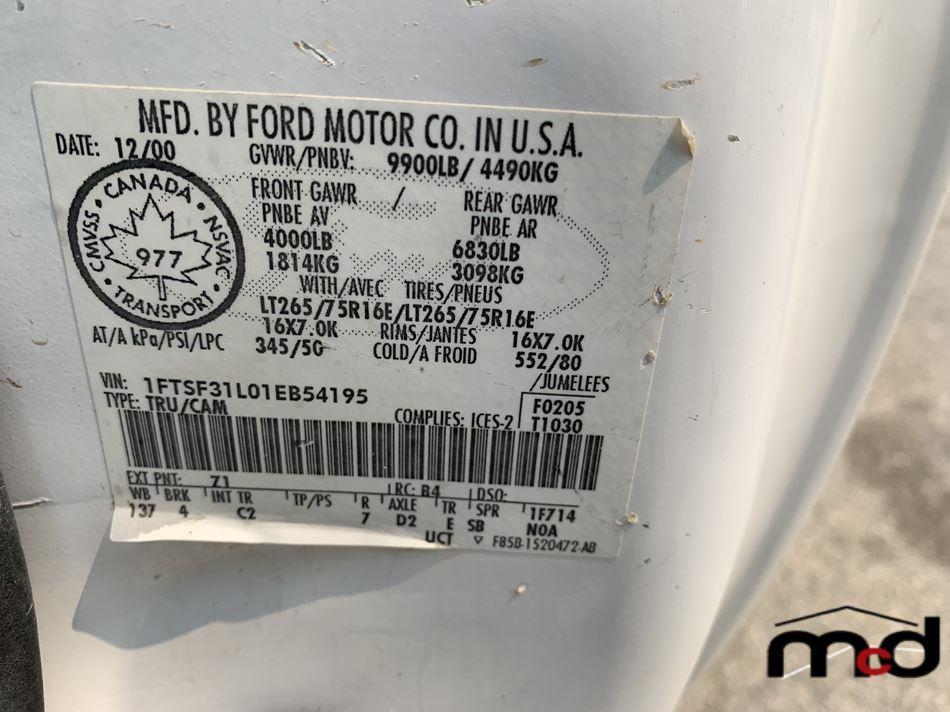 MFD. BY FORD MOTOR CO. IN U.S.A.
DATE: 12/00 GVWR/PNBV: 9900LB/ 4490KG
CANADA
CMVSS 977 NSVAC
TRANSPORT
FRONT GAWR / REAR GAWR
PNBE AV PNBE AR
4000LB 6830LB
1814KG 3098KG
WITH/AVEC TIRES/PNEUS
LT265/75R16E/LT265/75R16E
16X7.0K RIMS/JANTES 16X7.0K
AT/A kPa/PSI/LPC 345/50 COLD/A FROID 552/80
/JUMELEES
VIN: 1FTSF31L01EB54195 F0205
TYPE: TRU/CAM COMPLIES: ICES-2 T1030
EXT PNT: Z1 RC: B4 DSO:
WB BRK INT TR TP/PS R AXLE TR SPR 1F714
137 4 C2 7 D2 E SB N0A
UCT F85B-1520472-AB
mcd